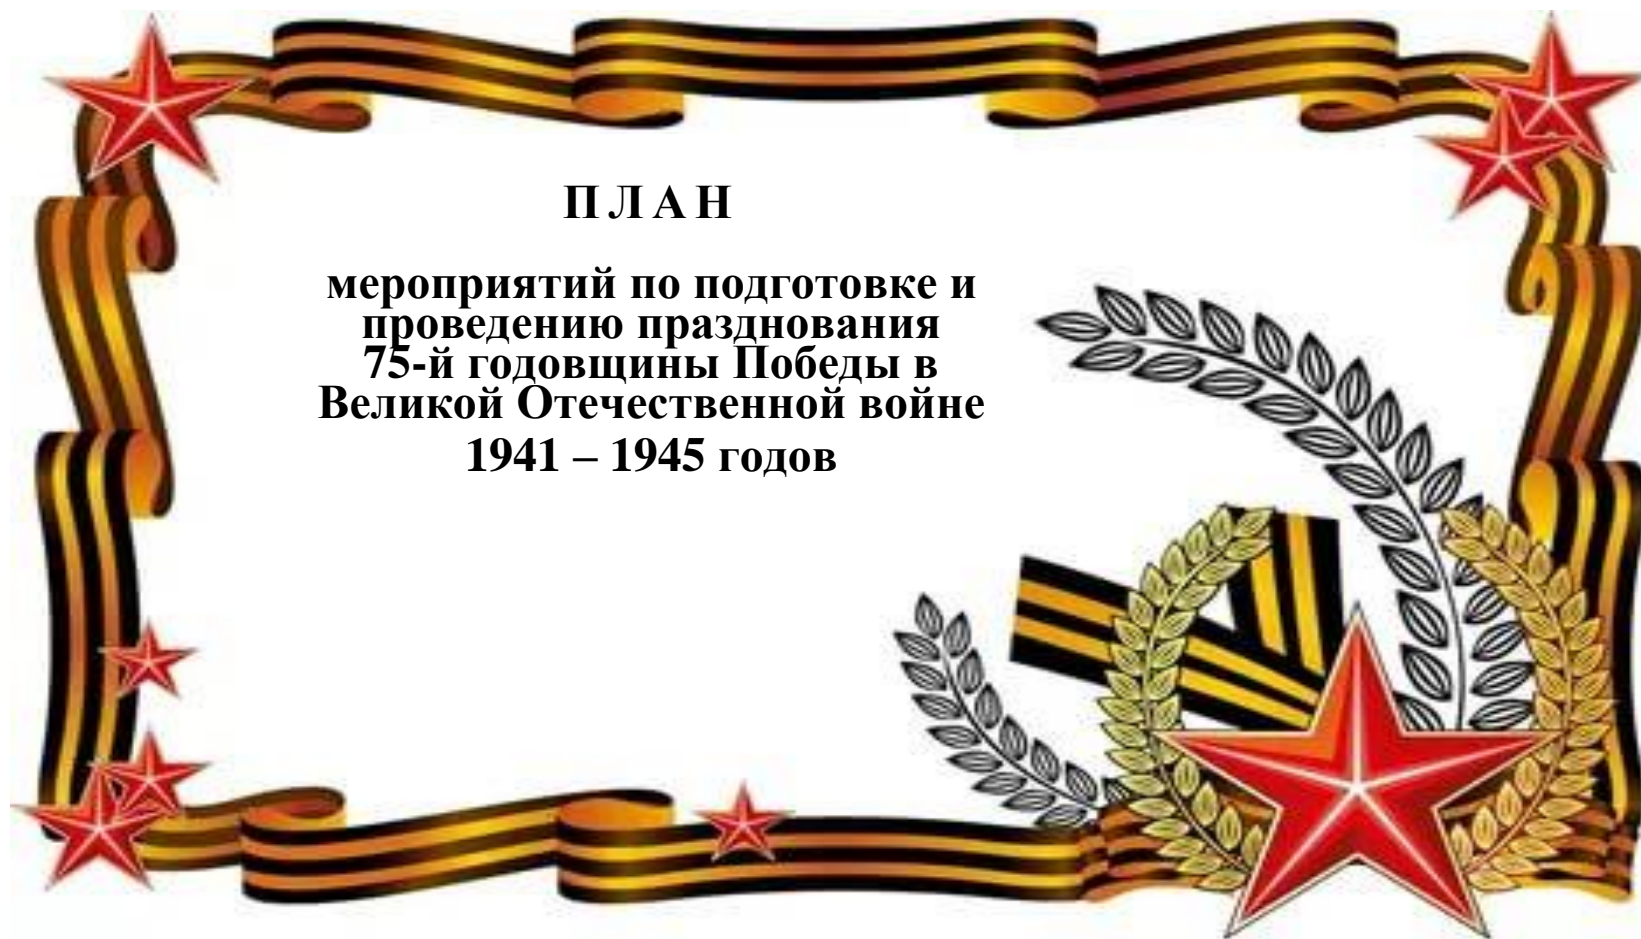 П Л А Н
мероприятий по подготовке и
проведению празднования
75-й годовщины Победы в
Великой Отечественной войне
1941 – 1945 годов